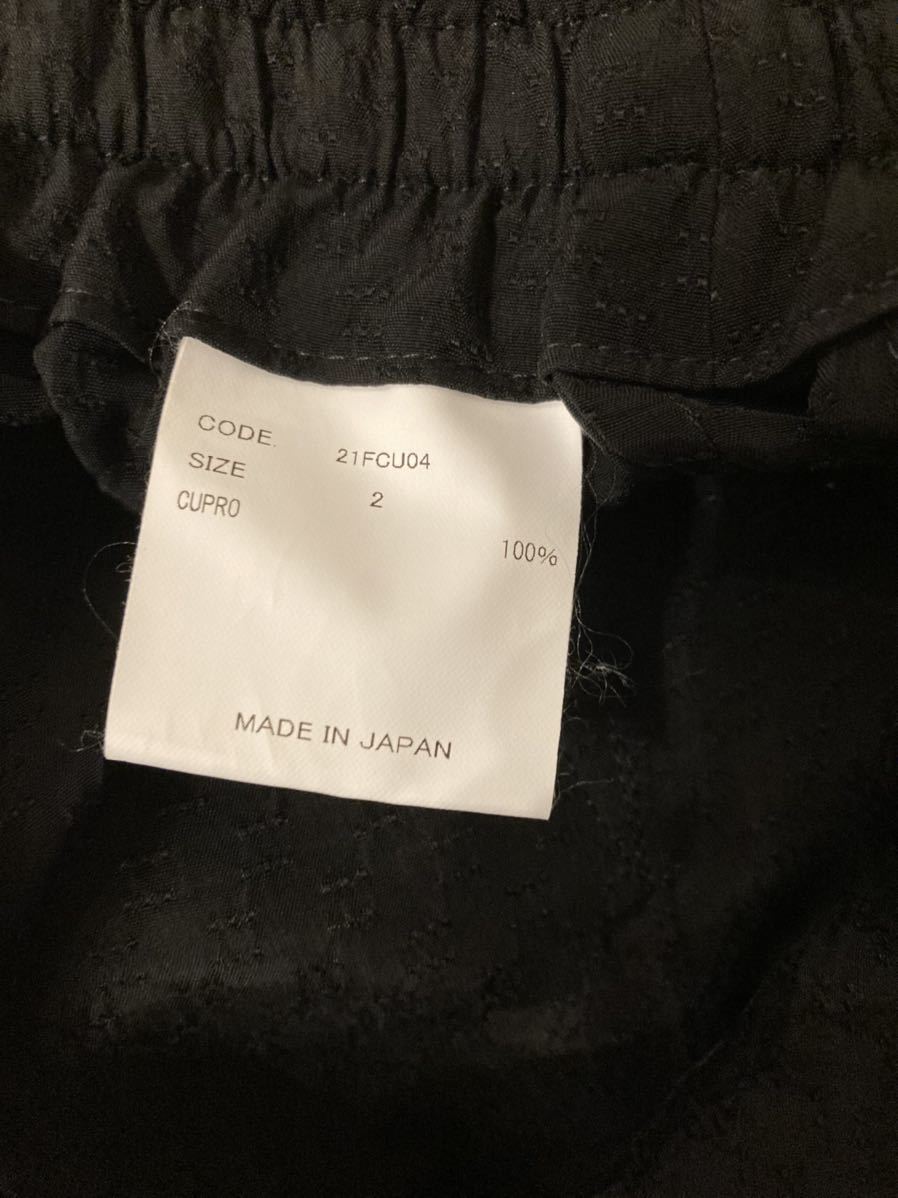 CODE. 21FCU04
SIZE 2
CUPRO 100%
MADE IN JAPAN